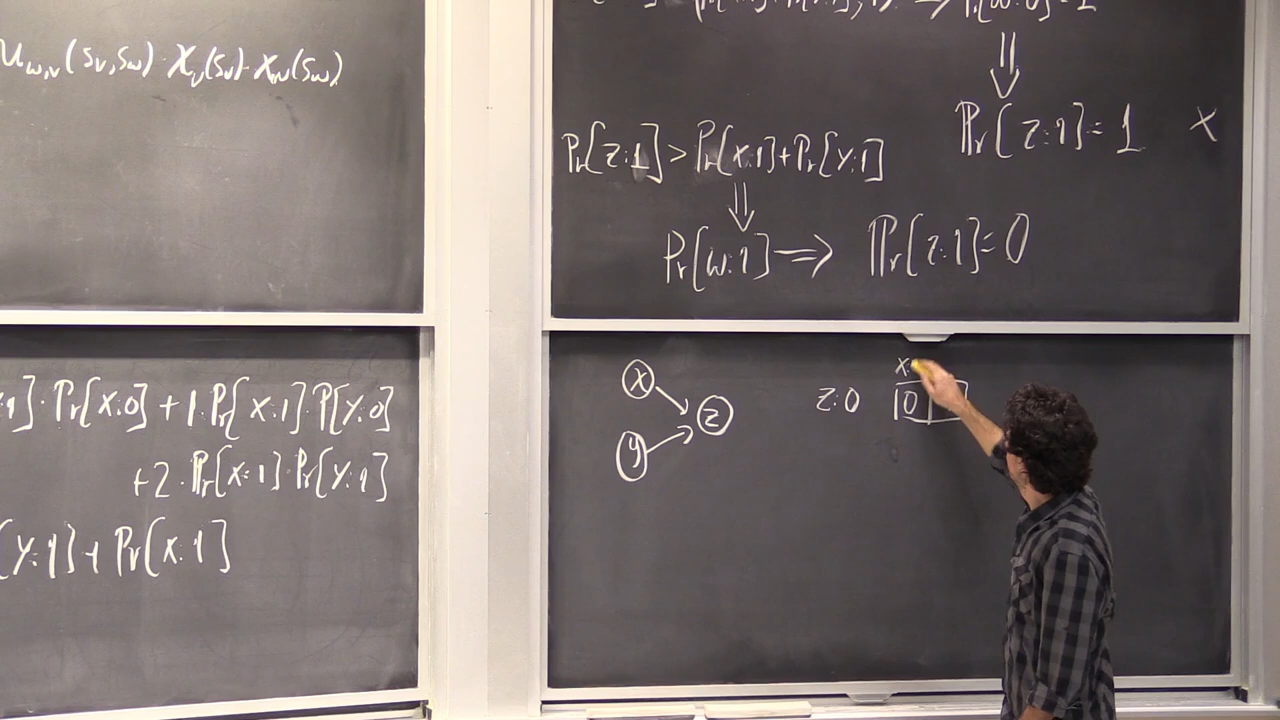 u_{w,v}(s_v,s_w)·x_v(s_v)·x_w(s_w)
]·Pr[x:0]+1·Pr[x:1]·P[y:0]
+2·Pr[x:1]·Pr[y:1]
[y:1]+Pr[x:1]
⇓
Pr[z:1]=1 x
Pr[z:1]>Pr[x:1]+Pr[y:1]
⇓
Pr[w:1]⟹ Pr[z:1]=0
x
y
z
x:
z:0 0